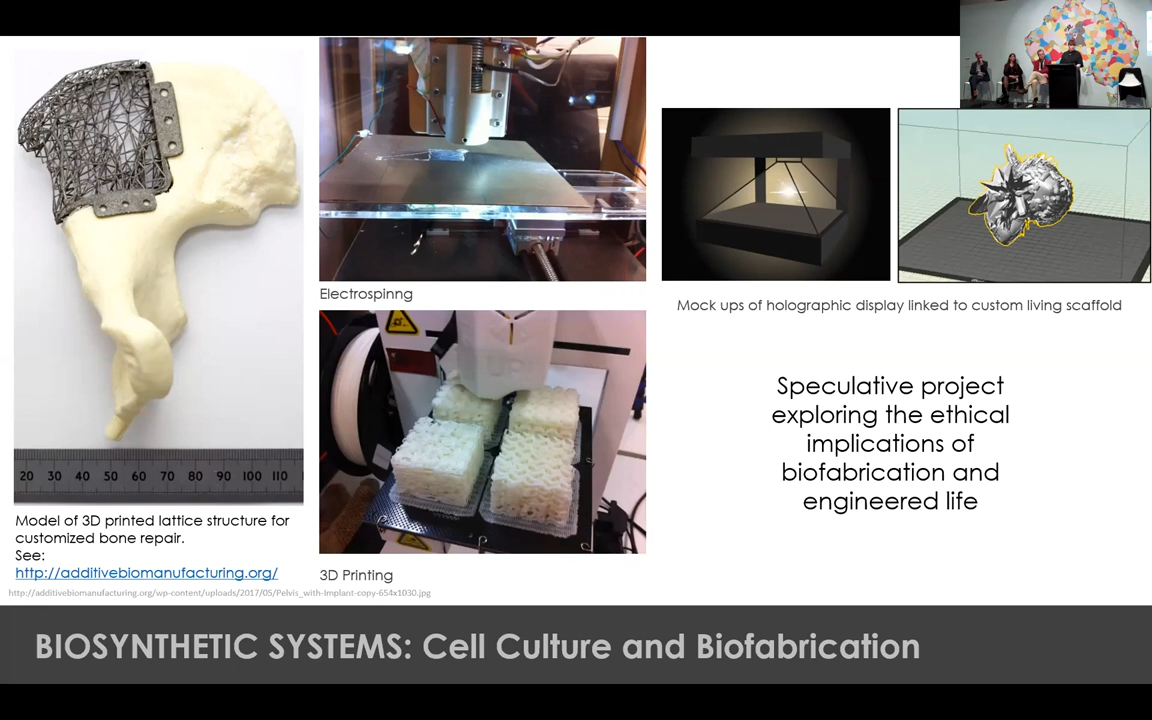 20 30 40 50 60 70 80 90 100 110
Model of 3D printed lattice structure for
customized bone repair.
See:
http://additivebiomanufacturing.org/
http://additivebiomanufacturing.org/wp-content/uploads/2017/05/Pelvis_with-Implant-copy-654x1030.jpg
Electrospinng
3D Printing
Mock ups of holographic display linked to custom living scaffold
Speculative project
exploring the ethical
implications of
biofabrication and
engineered life
BIOSYNTHETIC SYSTEMS: Cell Culture and Biofabrication